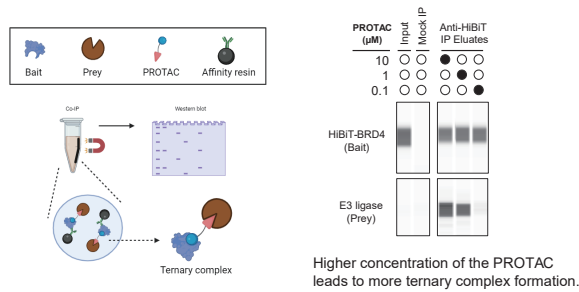 Bait
Prey
PROTAC
Affinity resin
Co-IP
Western blot
Ternary complex
PROTAC
(μM)
Input
Mock IP
Anti-HiBiT
IP Eluates
10
1
0.1
HiBiT-BRD4
(Bait)
E3 ligase
(Prey)
Higher concentration of the PROTAC
leads to more ternary complex formation.